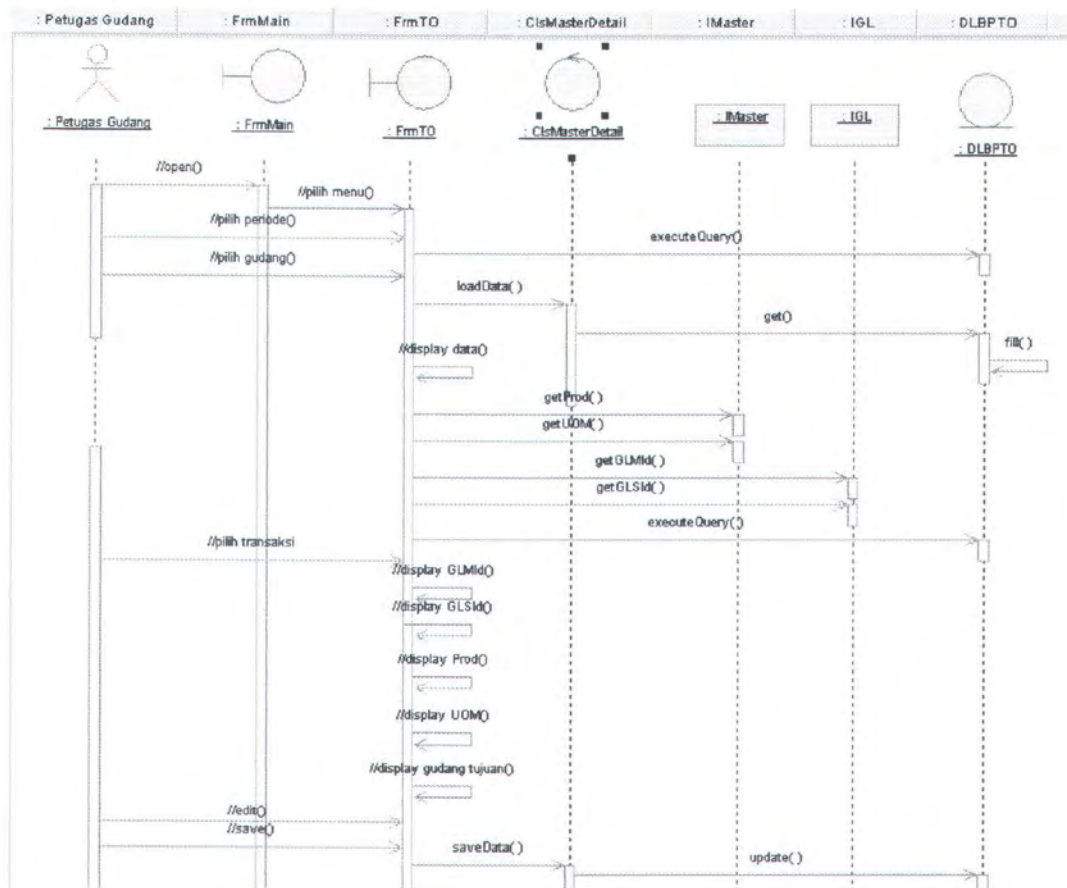 : Petugas Gudang : FrmMain : FrmTO : ClsMasterDetail : IMaster : IGL : DLBPTO
: Petugas Gudang
: FrmMain
: FrmTO
: ClsMasterDetail
: IMaster
: IGL
: DLBPTO
//open()
//pilih menu()
//pilih periode()
executeQuery()
//pilih gudang()
loadData( )
get()
fill( )
//display data()
getProd( )
getUOM( )
getGLMId( )
getGLSId( )
executeQuery( )
//pilih transaksi
//display GLMId()
//display GLSId()
//display Prod()
//display UOM()
//display gudang tujuan()
//edit()
//save()
saveData( )
update( )